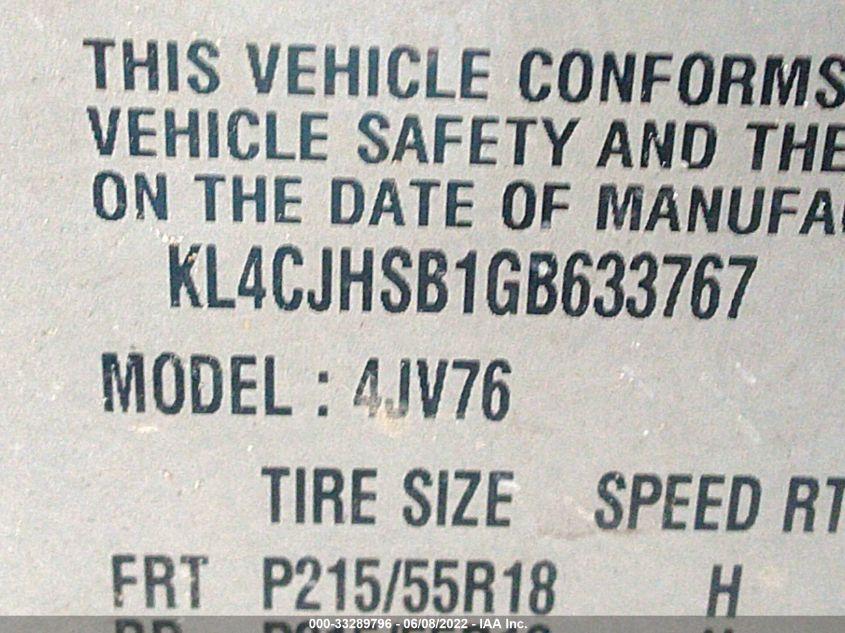 THIS VEHICLE CONFORMS
VEHICLE SAFETY AND THE
ON THE DATE OF MANUFA
KL4CJHSB1GB633767
MODEL : 4JV76
TIRE SIZE SPEED RT
FRT P215/55R18 H
000-33289796 - 06/08/2022 - IAA Inc.